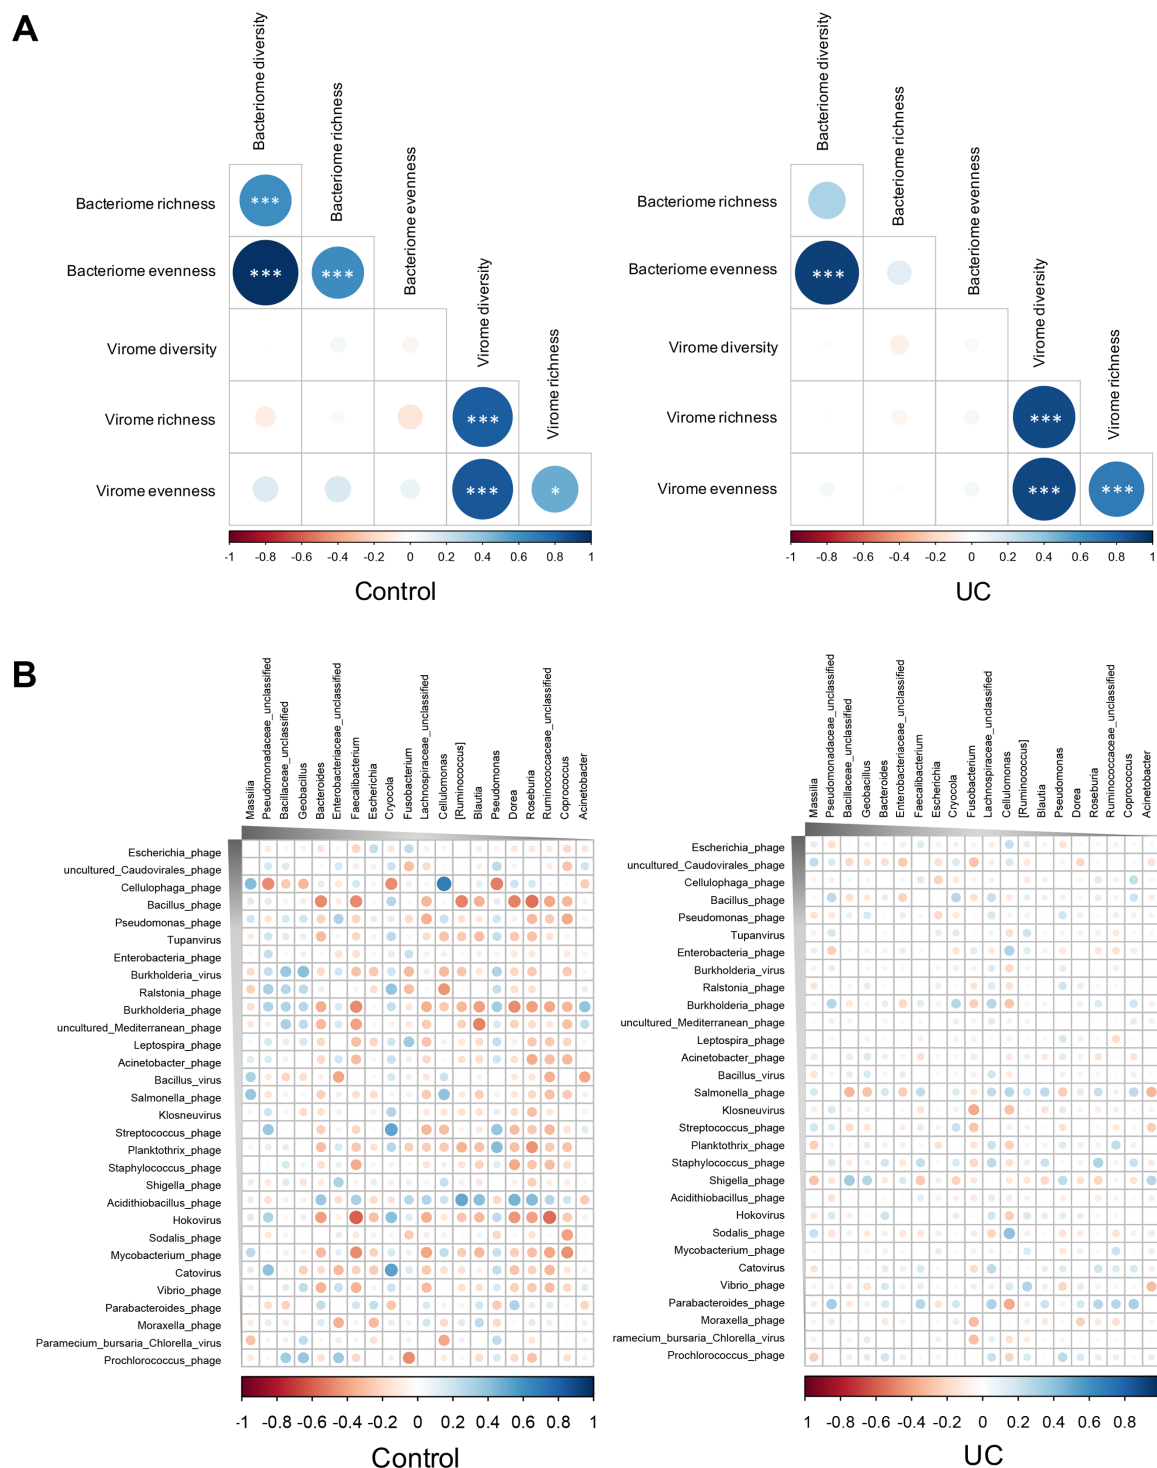 A
Bacteriome diversity
Bacteriome richness
Bacteriome evenness
Virome diversity
Virome richness
Bacteriome richness
Bacteriome evenness
Virome diversity
Virome richness
Virome evenness
***
***
***
***
***
*
-1 -0.8 -0.6 -0.4 -0.2 0 0.2 0.4 0.6 0.8 1
Control
Bacteriome diversity
Bacteriome richness
Bacteriome evenness
Virome diversity
Virome richness
Bacteriome richness
Bacteriome evenness
Virome diversity
Virome richness
Virome evenness
***
***
***
***
-1 -0.8 -0.6 -0.4 -0.2 0 0.2 0.4 0.6 0.8 1
UC
B
Massilia
Pseudomonadaceae_unclassified
Bacillaceae_unclassified
Geobacillus
Bacteroides
Enterobacteriaceae_unclassified
Faecalibacterium
Escherichia
Cryocola
Fusobacterium
Lachnospiraceae_unclassified
Cellulomonas
[Ruminococcus]
Blautia
Pseudomonas
Dorea
Roseburia
Ruminococcaceae_unclassified
Coprococcus
Acinetobacter
Escherichia_phage
uncultured_Caudovirales_phage
Cellulophaga_phage
Bacillus_phage
Pseudomonas_phage
Tupanvirus
Enterobacteria_phage
Burkholderia_virus
Ralstonia_phage
Burkholderia_phage
uncultured_Mediterranean_phage
Leptospira_phage
Acinetobacter_phage
Bacillus_virus
Salmonella_phage
Klosneuvirus
Streptococcus_phage
Planktothrix_phage
Staphylococcus_phage
Shigella_phage
Acidithiobacillus_phage
Hokovirus
Sodalis_phage
Mycobacterium_phage
Catovirus
Vibrio_phage
Parabacteroides_phage
Moraxella_phage
Paramecium_bursaria_Chlorella_virus
Prochlorococcus_phage
-1 -0.8 -0.6 -0.4 -0.2 0 0.2 0.4 0.6 0.8 1
Control
Massilia
Pseudomonadaceae_unclassified
Bacillaceae_unclassified
Geobacillus
Bacteroides
Enterobacteriaceae_unclassified
Faecalibacterium
Escherichia
Cryocola
Fusobacterium
Lachnospiraceae_unclassified
Cellulomonas
[Ruminococcus]
Blautia
Pseudomonas
Dorea
Roseburia
Ruminococcaceae_unclassified
Coprococcus
Acinetobacter
Escherichia_phage
uncultured_Caudovirales_phage
Cellulophaga_phage
Bacillus_phage
Pseudomonas_phage
Tupanvirus
Enterobacteria_phage
Burkholderia_virus
Ralstonia_phage
Burkholderia_phage
uncultured_Mediterranean_phage
Leptospira_phage
Acinetobacter_phage
Bacillus_virus
Salmonella_phage
Klosneuvirus
Streptococcus_phage
Planktothrix_phage
Staphylococcus_phage
Shigella_phage
Acidithiobacillus_phage
Hokovirus
Sodalis_phage
Mycobacterium_phage
Catovirus
Vibrio_phage
Parabacteroides_phage
Moraxella_phage
ramecium_bursaria_Chlorella_virus
Prochlorococcus_phage
1 -0.8 -0.6 -0.4 -0.2 0 0.2 0.4 0.6 0.8
UC